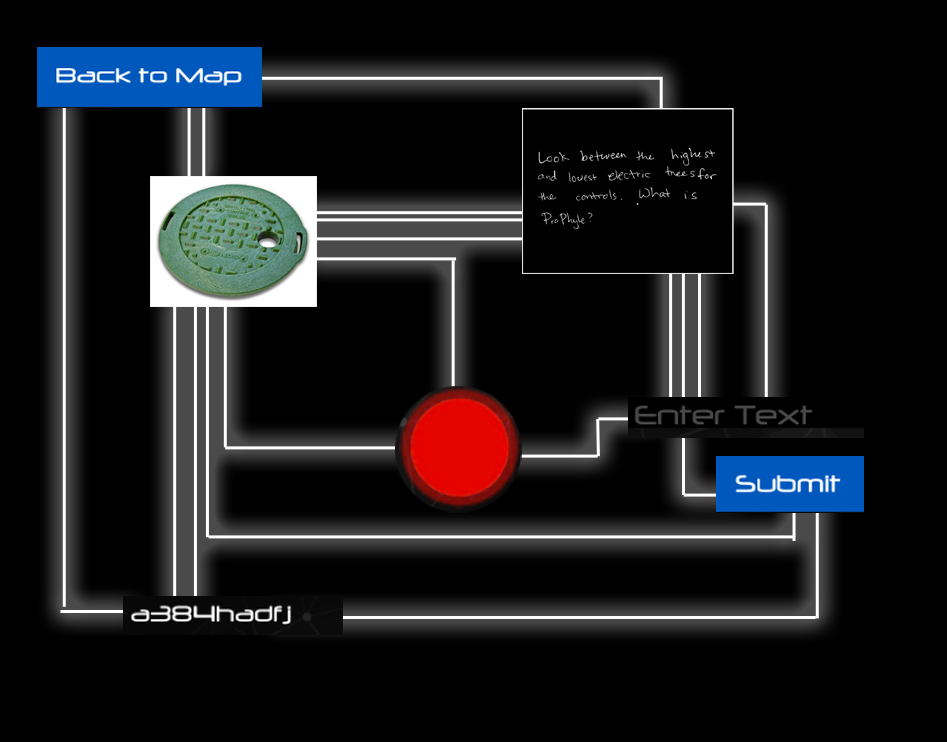 Back to Map
Look between the highest
and lowest electric trees for
the controls. What is
ProPhyle?
Enter Text
Submit
a384hadfj